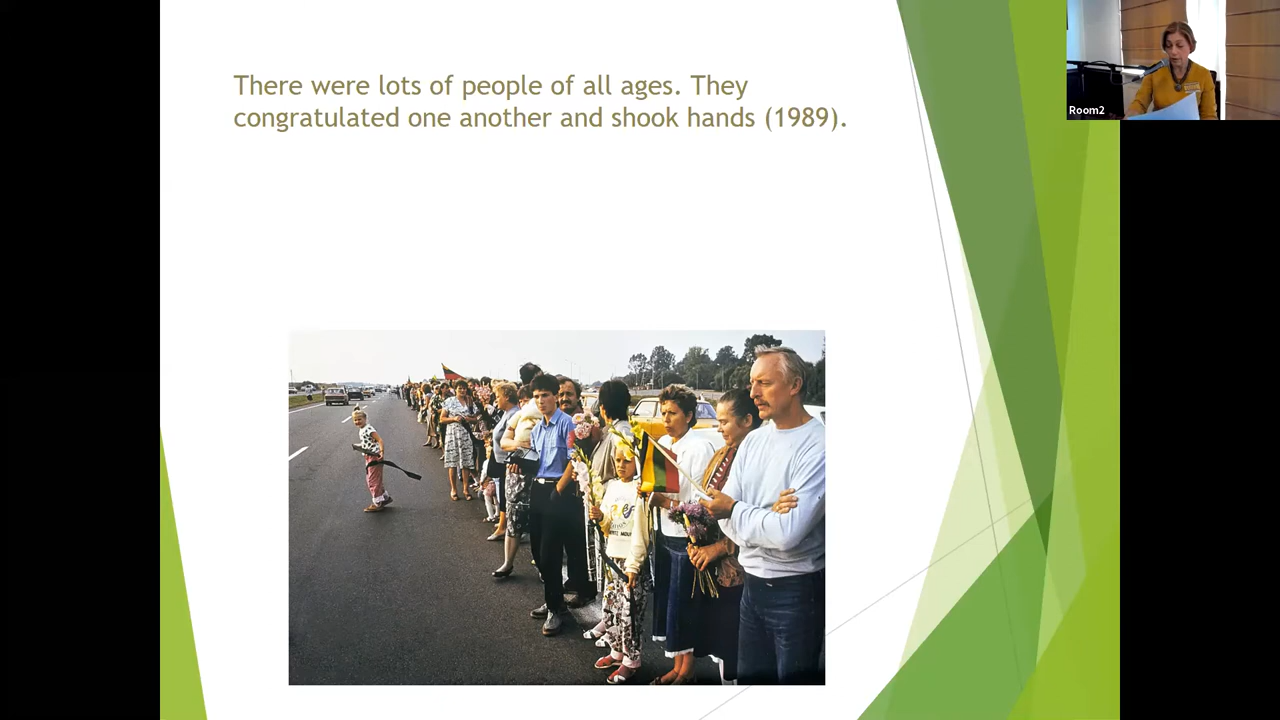 There were lots of people of all ages. They
congratulated one another and shook hands (1989).
Room2